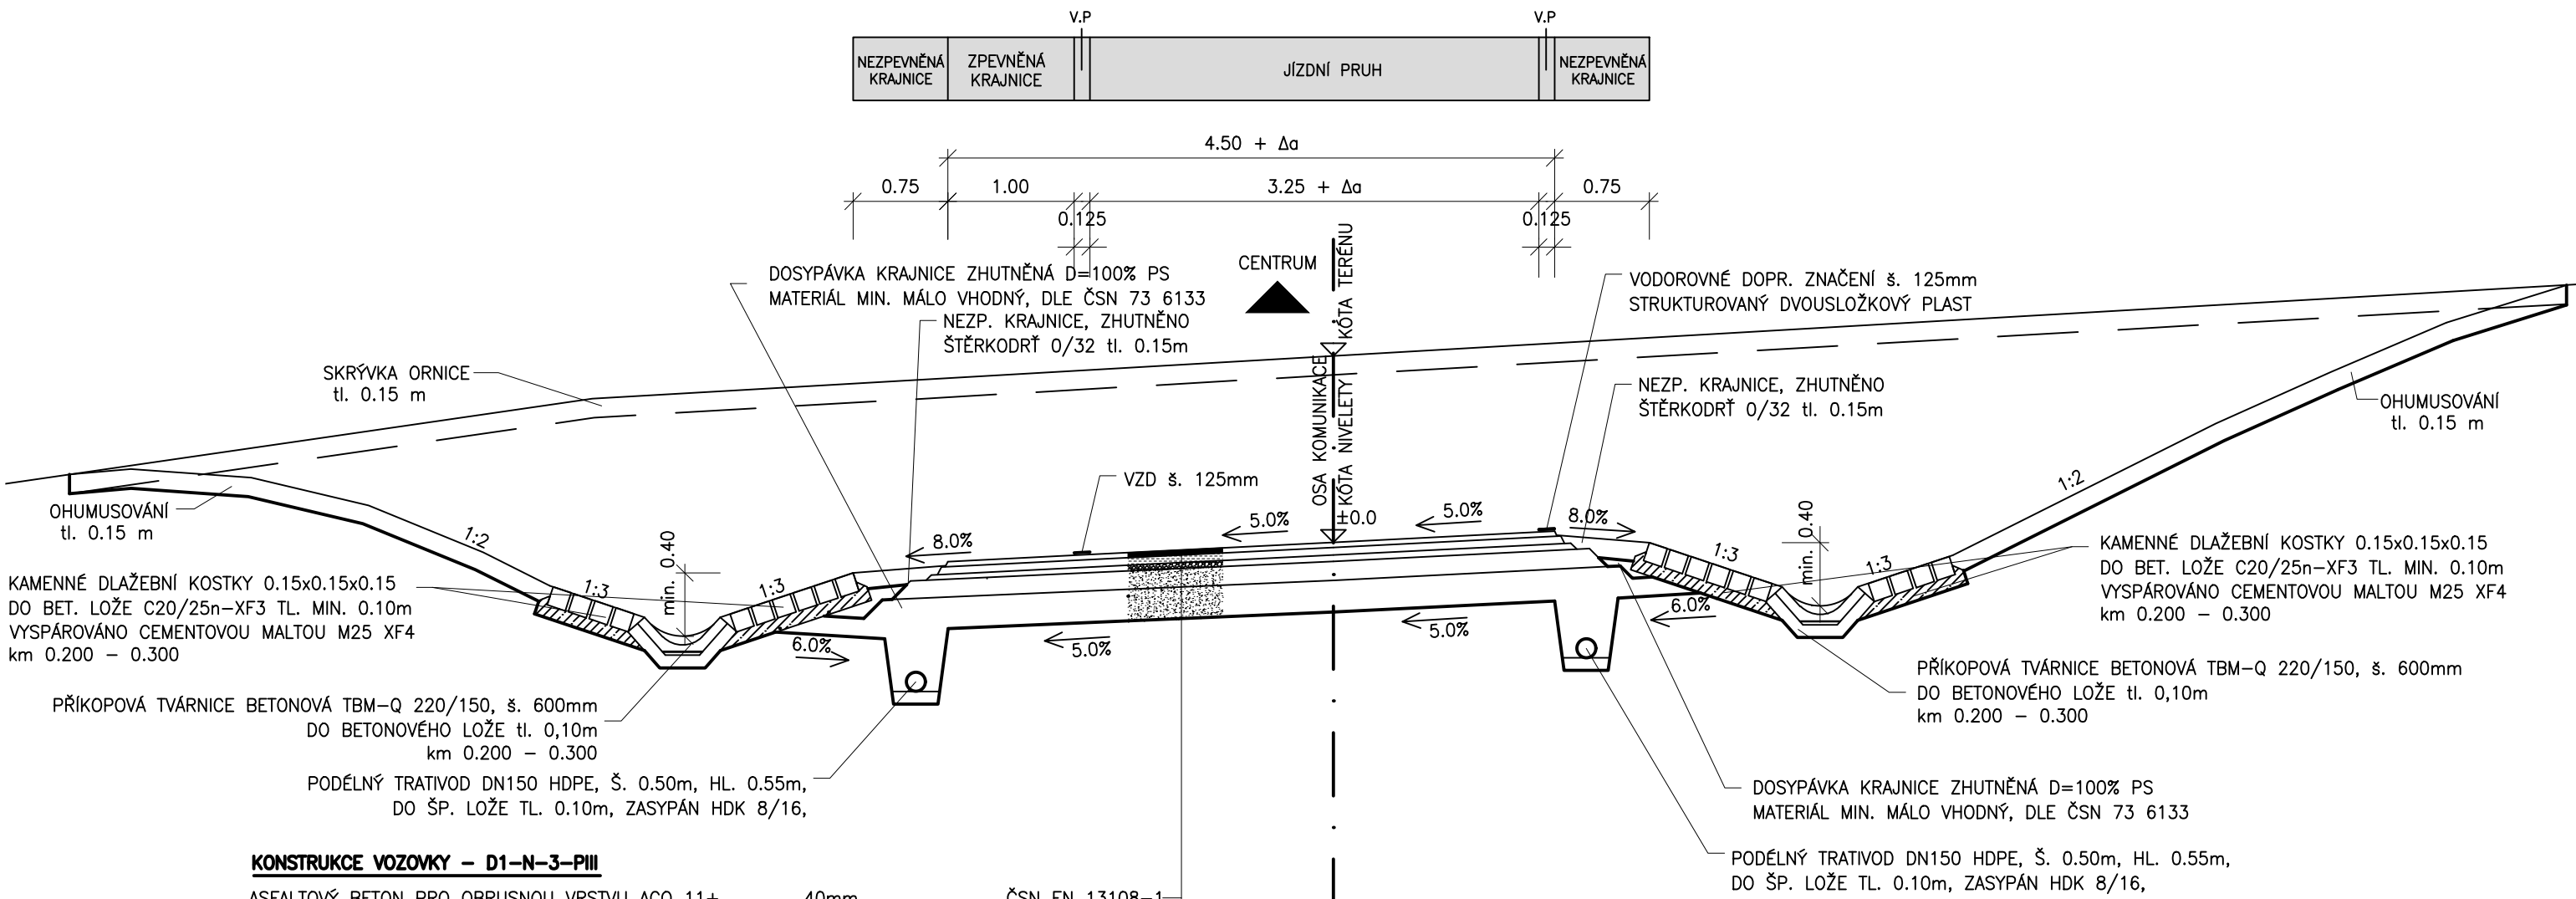 V.P
V.P
NEZPEVNĚNÁ
KRAJNICE
ZPEVNĚNÁ
KRAJNICE
JÍZDNÍ PRUH
NEZPEVNĚNÁ
KRAJNICE
4.50 + Δa
0.75
1.00
3.25 + Δa
0.75
0.125
0.125
DOSYPÁVKA KRAJNICE ZHUTNĚNÁ D=100% PS
MATERIÁL MIN. MÁLO VHODNÝ, DLE ČSN 73 6133
NEZP. KRAJNICE, ZHUTNĚNO
ŠTĚRKODRŤ 0/32 tl. 0.15m
CENTRUM
KÓTA TERÉNU
OSA KOMUNIKACE
KÓTA NIVELETY
±0.0
VODOROVNÉ DOPR. ZNAČENÍ š. 125mm
STRUKTUROVANÝ DVOUSLOŽKOVÝ PLAST
SKRÝVKA ORNICE
tl. 0.15 m
NEZP. KRAJNICE, ZHUTNĚNO
ŠTĚRKODRŤ 0/32 tl. 0.15m
OHUMUSOVÁNÍ
tl. 0.15 m
VZD š. 125mm
OHUMUSOVÁNÍ
tl. 0.15 m
1:2
1:2
min. 0.40
min. 0.40
8.0%
5.0%
5.0%
8.0%
1:3
1:3
1:3
1:3
KAMENNÉ DLAŽEBNÍ KOSTKY 0.15x0.15x0.15
DO BET. LOŽE C20/25n-XF3 TL. MIN. 0.10m
VYSPÁROVÁNO CEMENTOVOU MALTOU M25 XF4
km 0.200 - 0.300
KAMENNÉ DLAŽEBNÍ KOSTKY 0.15x0.15x0.15
DO BET. LOŽE C20/25n-XF3 TL. MIN. 0.10m
VYSPÁROVÁNO CEMENTOVOU MALTOU M25 XF4
km 0.200 - 0.300
6.0%
5.0%
5.0%
6.0%
PŘÍKOPOVÁ TVÁRNICE BETONOVÁ TBM-Q 220/150, š. 600mm
DO BETONOVÉHO LOŽE tl. 0,10m
km 0.200 - 0.300
PŘÍKOPOVÁ TVÁRNICE BETONOVÁ TBM-Q 220/150, š. 600mm
DO BETONOVÉHO LOŽE tl. 0,10m
km 0.200 - 0.300
PODÉLNÝ TRATIVOD DN150 HDPE, Š. 0.50m, HL. 0.55m,
DO ŠP. LOŽE TL. 0.10m, ZASYPÁN HDK 8/16,
DOSYPÁVKA KRAJNICE ZHUTNĚNÁ D=100% PS
MATERIÁL MIN. MÁLO VHODNÝ, DLE ČSN 73 6133
PODÉLNÝ TRATIVOD DN150 HDPE, Š. 0.50m, HL. 0.55m,
DO ŠP. LOŽE TL. 0.10m, ZASYPÁN HDK 8/16,
KONSTRUKCE VOZOVKY - D1-N-3-PIII
ASFALTOVÝ BETON PRO OBRUSNOU VRSTVU ACO 11+ 40mm ČSN EN 13108-1